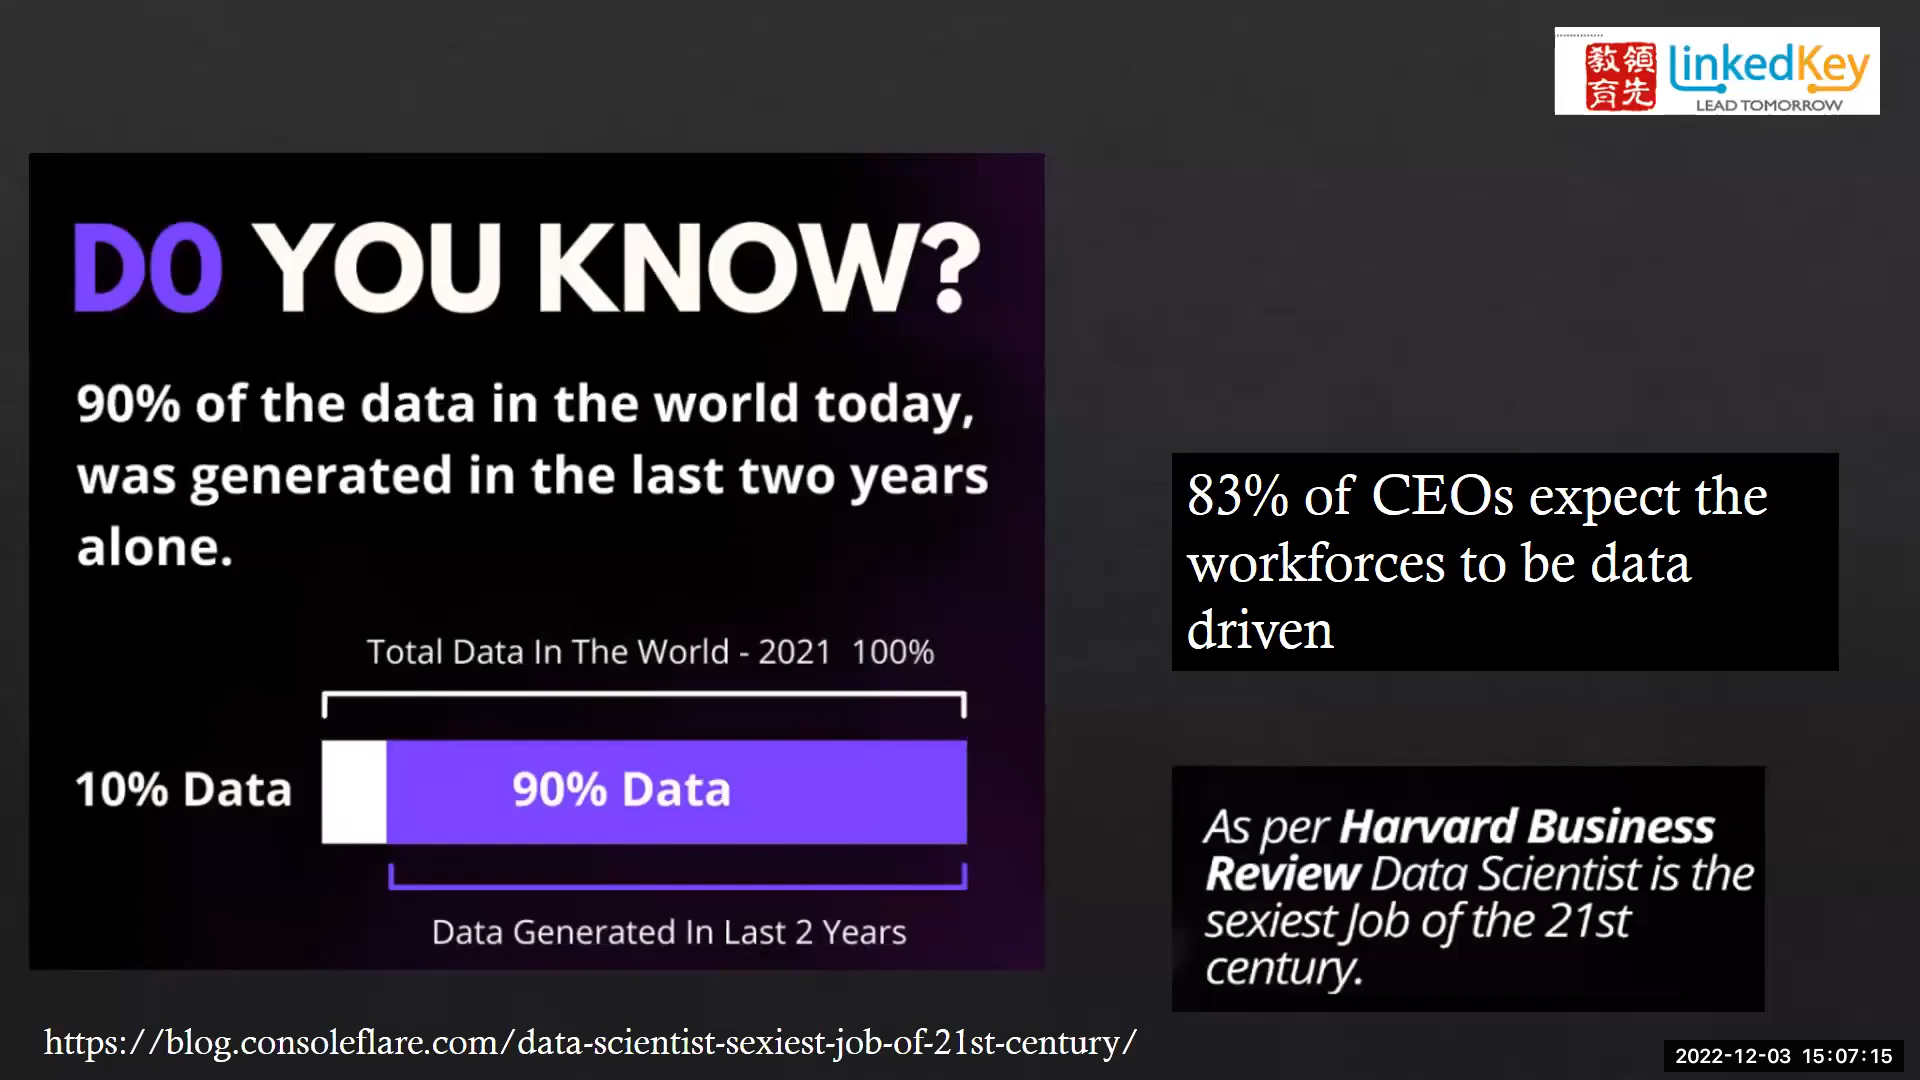 教領
育先
LinkedKey
LEAD TOMORROW
DO YOU KNOW?
90% of the data in the world today,
was generated in the last two years
alone.
Total Data In The World - 2021 100%
10% Data
90% Data
Data Generated In Last 2 Years
83% of CEOs expect the
workforces to be data
driven
As per Harvard Business
Review Data Scientist is the
sexiest Job of the 21st
century.
https://blog.consoleflare.com/data-scientist-sexiest-job-of-21st-century/
2022-12-03 15:07:15